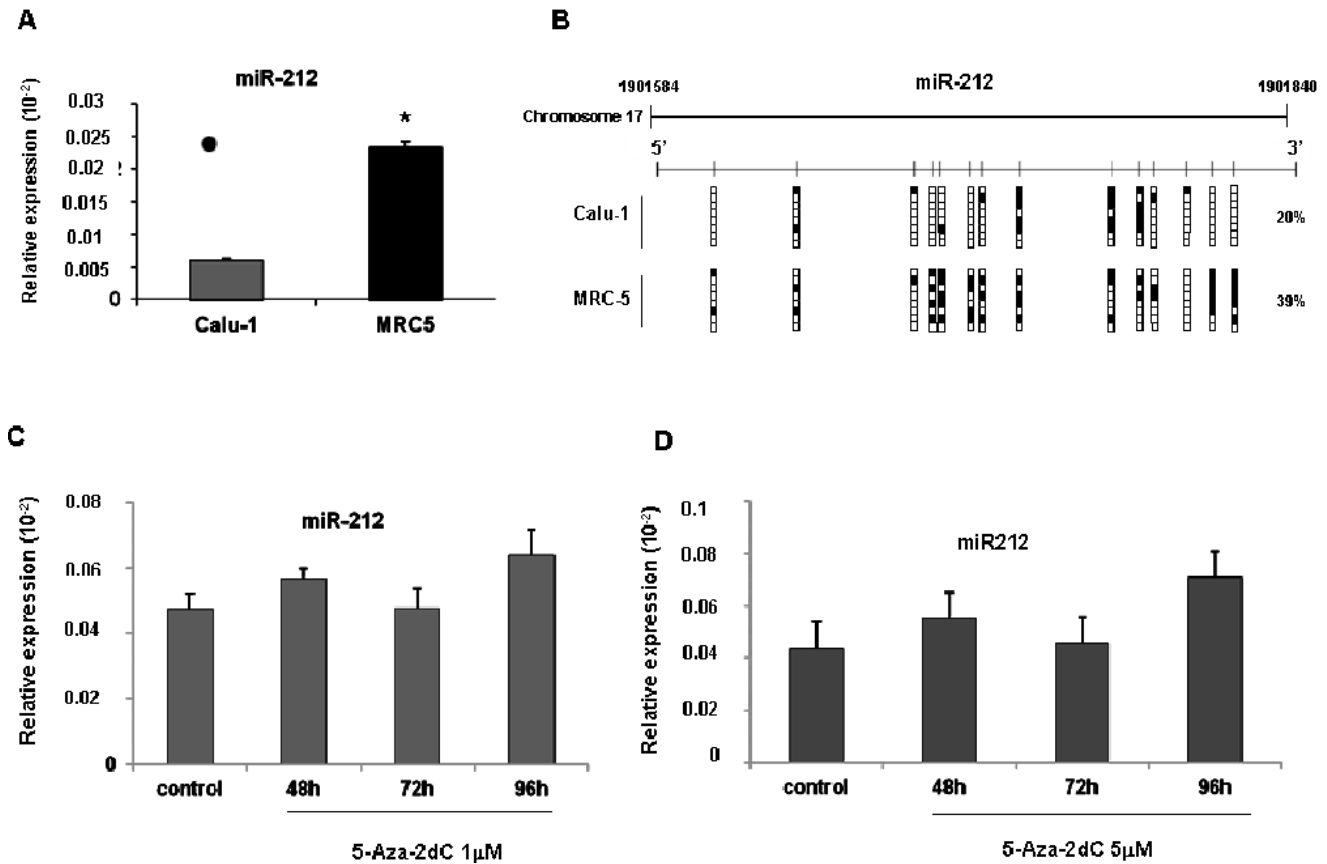 A
miR-212
Relative expression (10-2)
0.03
0.025
0.02
0.015
0.01
0.005
0
*
Calu-1
MRC5
B
1901584
miR-212
1901840
Chromosome 17
5’
3’
Calu-1
20%
MRC-5
39%
C
miR-212
Relative expression (10-2)
0.08
0.06
0.04
0.02
0
control
48h
72h
96h
5-Aza-2dC 1μM
D
miR212
Relative expression (10-2)
0.1
0.08
0.06
0.04
0.02
0
control
48h
72h
96h
5-Aza-2dC 5μM